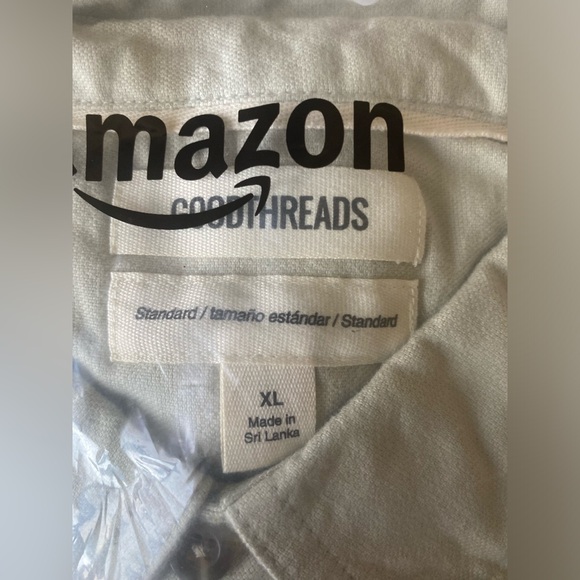 amazon
GOODTHREADS
Standard / tamaño estándar / Standard
XL
Made in
Sri Lanka